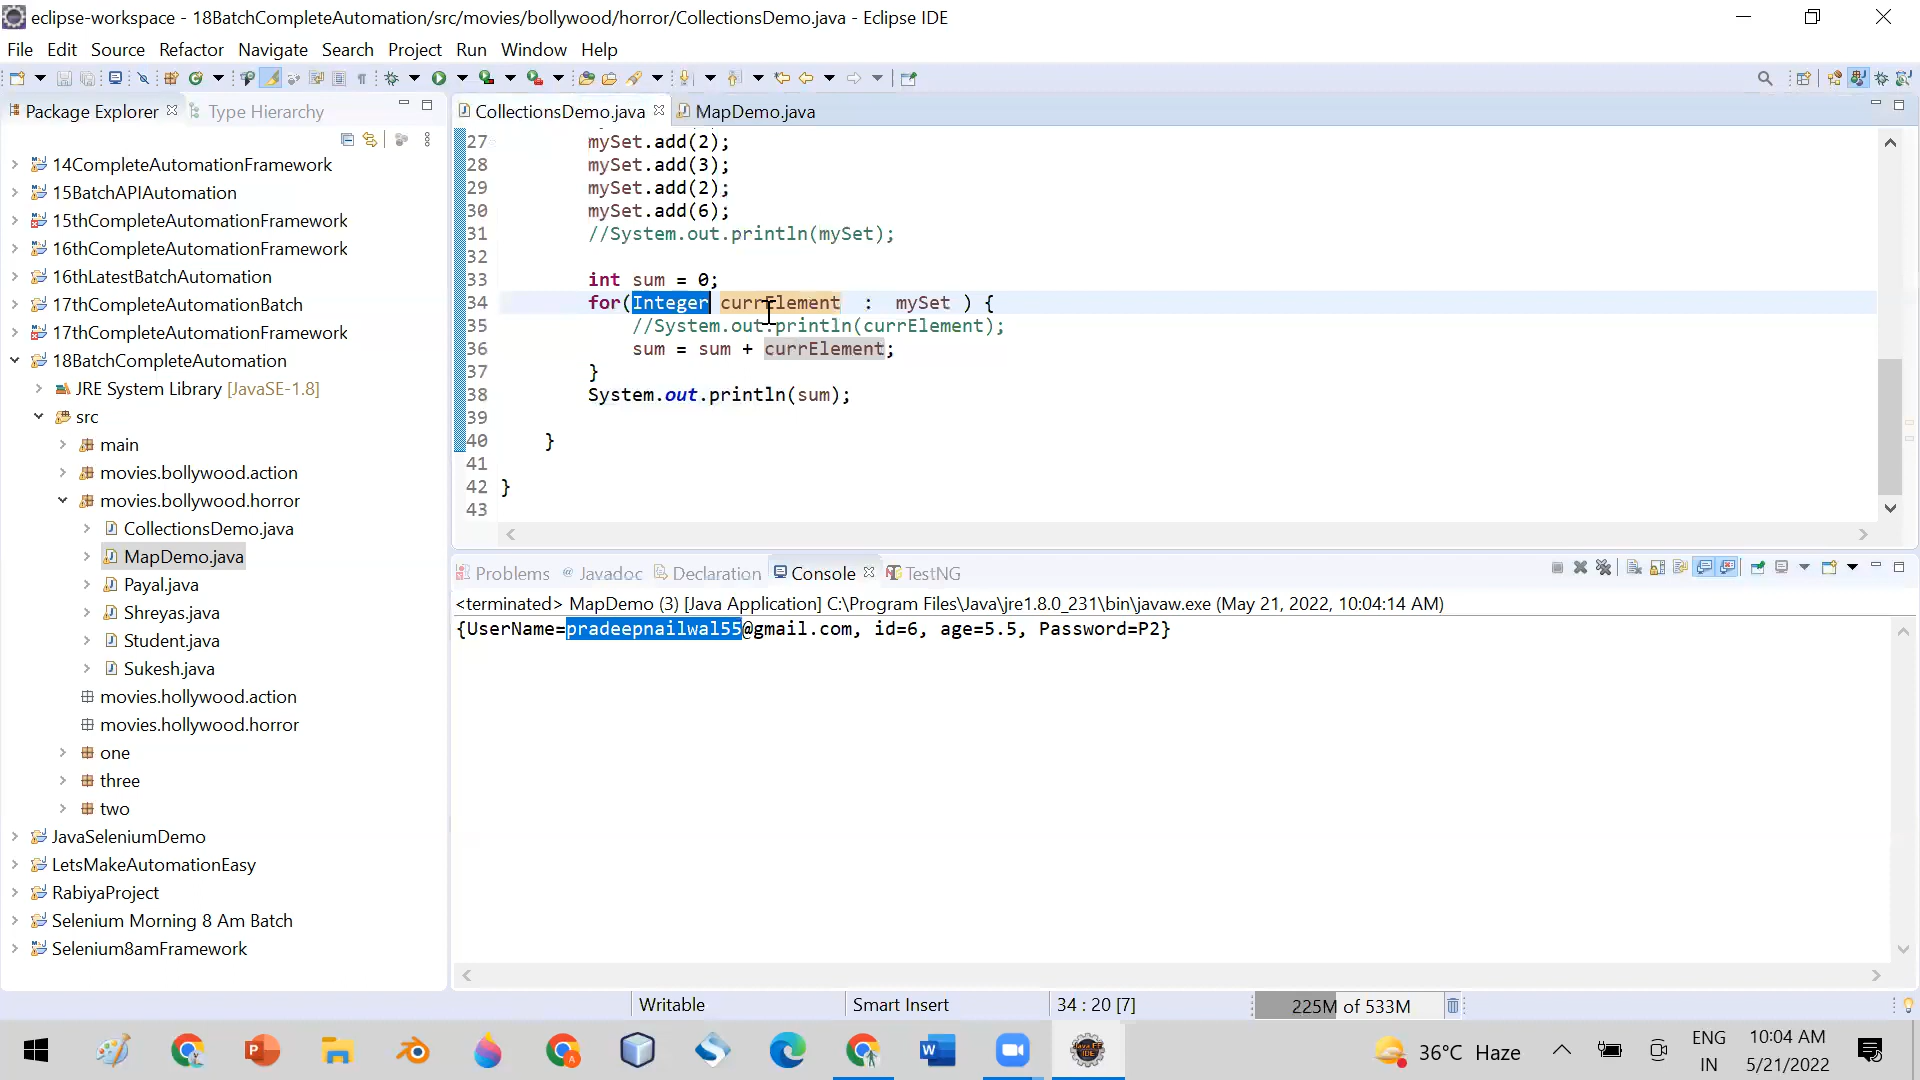 eclipse-workspace - 18BatchCompleteAutomation/src/movies/bollywood/horror/CollectionsDemo.java - Eclipse IDE
File Edit Source Refactor Navigate Search Project Run Window Help
Package Explorer Type Hierarchy
14CompleteAutomationFramework
15BatchAPIAutomation
15thCompleteAutomationFramework
16thCompleteAutomationFramework
16thLatestBatchAutomation
17thCompleteAutomationBatch
17thCompleteAutomationFramework
18BatchCompleteAutomation
JRE System Library [JavaSE-1.8]
src
main
movies.bollywood.action
movies.bollywood.horror
CollectionsDemo.java
MapDemo.java
Payal.java
Shreyas.java
Student.java
Sukesh.java
movies.hollywood.action
movies.hollywood.horror
one
three
two
JavaSeleniumDemo
LetsMakeAutomationEasy
RabiyaProject
Selenium Morning 8 Am Batch
Selenium8amFramework
CollectionsDemo.java MapDemo.java
27 mySet.add(2);
28 mySet.add(3);
29 mySet.add(2);
30 mySet.add(6);
31 //System.out.println(mySet);
32
33 int sum = 0;
34 for(Integer currElement : mySet ) {
35 //System.out.println(currElement);
36 sum = sum + currElement;
37 }
38 System.out.println(sum);
39
40 }
41
42 }
43
Problems Javadoc Declaration Console TestNG
<terminated> MapDemo (3) [Java Application] C:\Program Files\Java\jre1.8.0_231\bin\javaw.exe (May 21, 2022, 10:04:14 AM)
{UserName=pradeepnailwal55@gmail.com, id=6, age=5.5, Password=P2}
Writable Smart Insert 34 : 20 [7] 225M of 533M
36°C Haze ENG IN 10:04 AM 5/21/2022